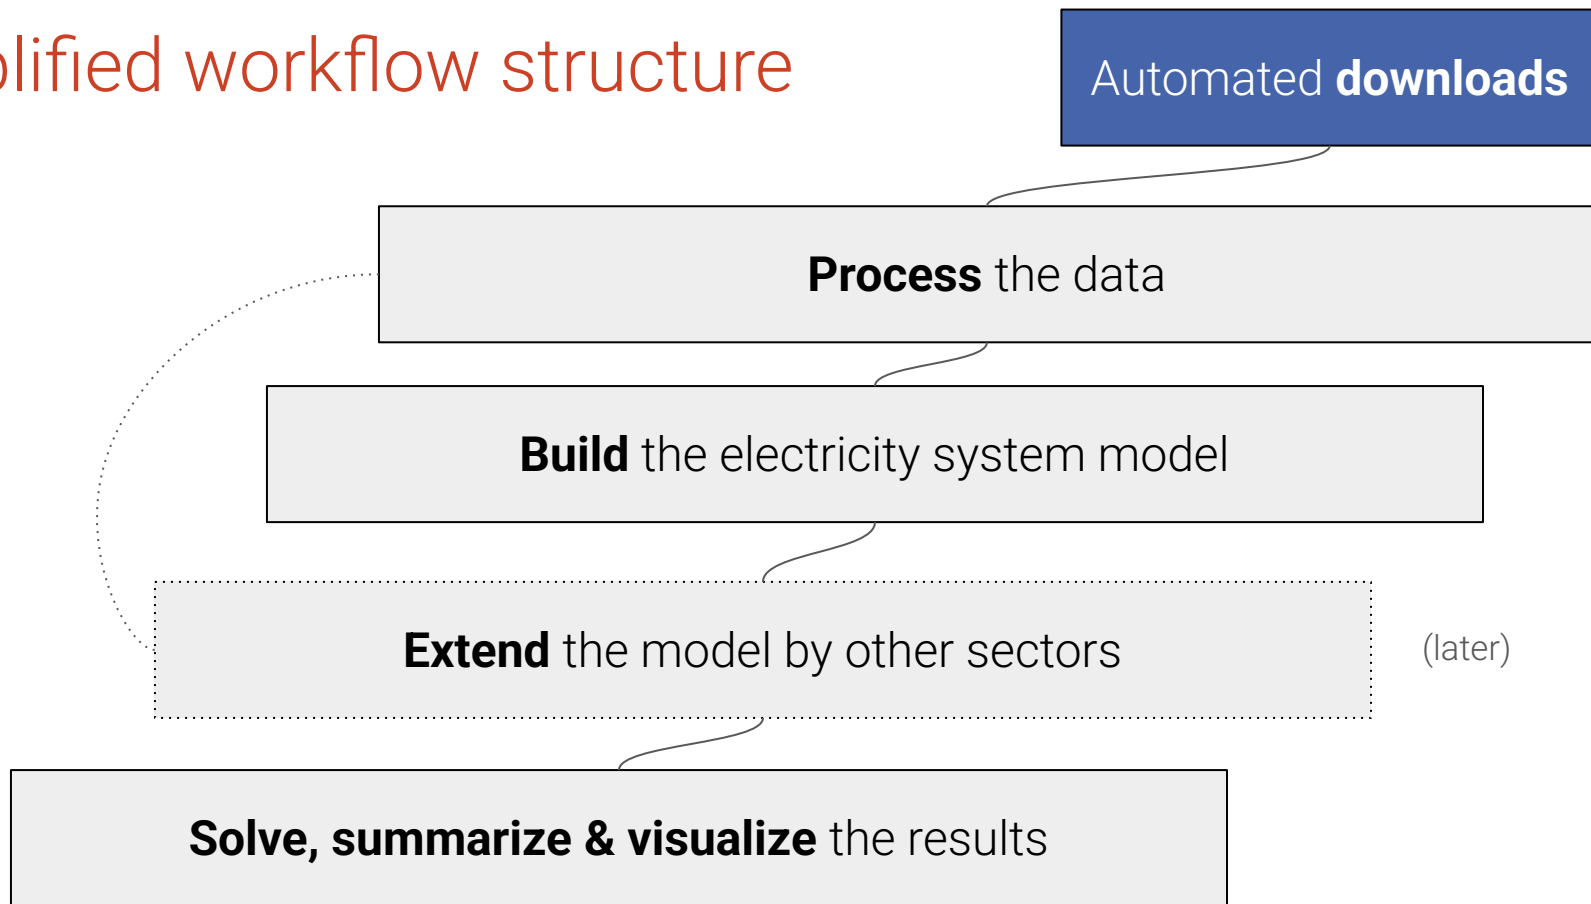 plified workflow structure
Automated downloads
Process the data
Build the electricity system model
Extend the model by other sectors
(later)
Solve, summarize & visualize the results